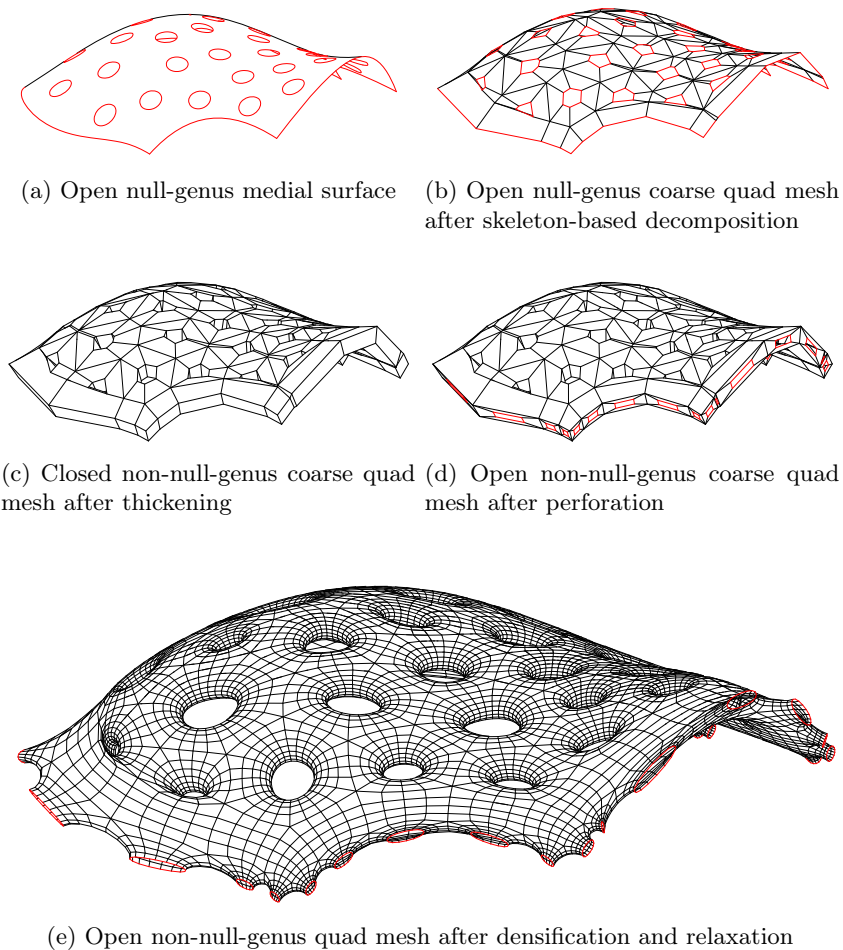 (a) Open null-genus medial surface
(b) Open null-genus coarse quad mesh
after skeleton-based decomposition
(c) Closed non-null-genus coarse quad
mesh after thickening
(d) Open non-null-genus coarse quad
mesh after perforation
(e) Open non-null-genus quad mesh after densification and relaxation